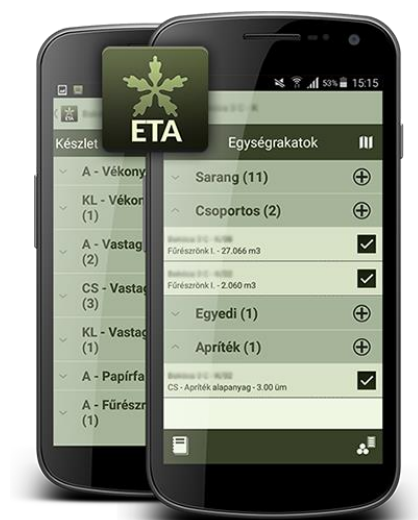 ETA
Készlet
A - Vékony
KL - Vékor
(1)
A - Vastag
(2)
CS - Vastag
(3)
KL - Vastag
(1)
A - Papírfa
A - Fűrészr
(1)
53% 15:15
Egységrakatok
Sarang (11)
Csoportos (2)
Fűrészrönk I. - 27.066 m3
Fűrészrönk I. - 2.060 m3
Egyedi (1)
Apríték (1)
CS - Apríték alapanyag - 3.00 üm